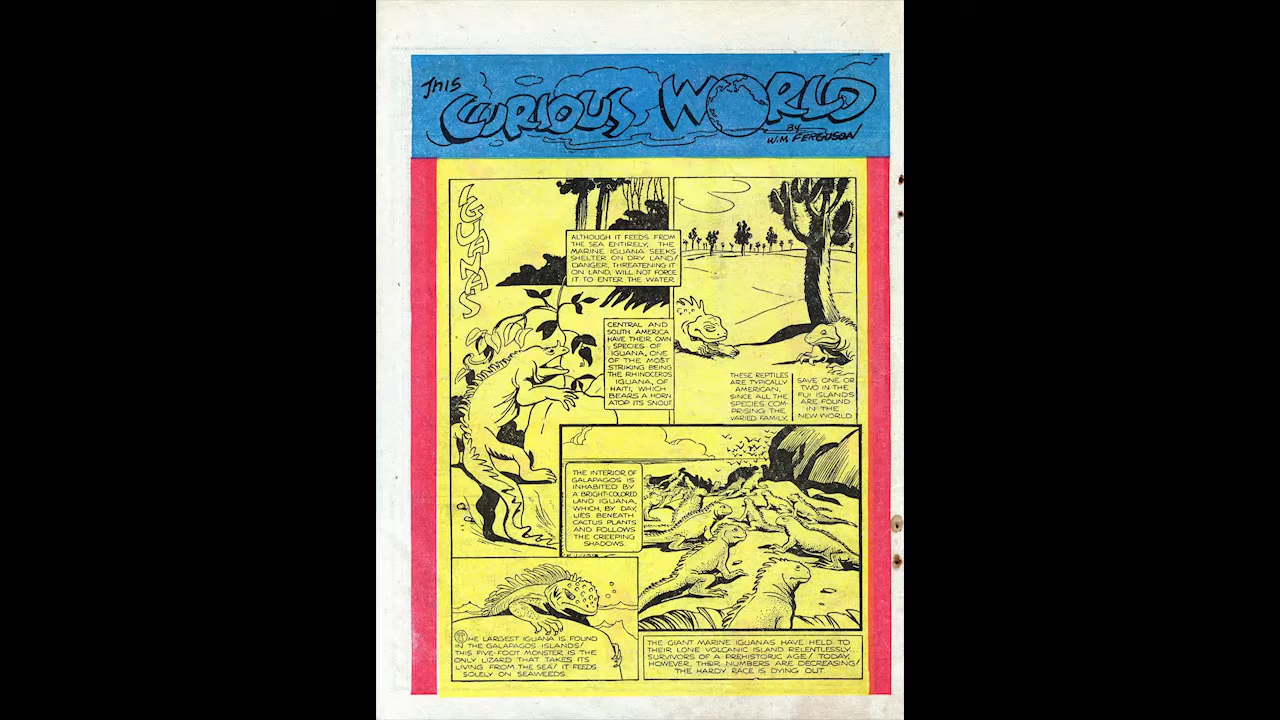 THIS
CURIOUS WORLD
BY
W.M. FERGUSON
IGUANAS
ALTHOUGH IT FEEDS FROM
THE SEA ENTIRELY, THE
MARINE IGUANA SEEKS
SHELTER ON DRY LAND!
DANGER, THREATENING IT
ON LAND, WILL NOT FORCE
IT TO ENTER THE WATER
CENTRAL AND
SOUTH AMERICA
HAVE THEIR OWN
SPECIES OF
IGUANA, ONE
OF THE MOST
STRIKING BEING
THE RHINOCEROS
IGUANA, OF
HAITI, WHICH
BEARS A HORN
ATOP ITS SNOUT
THESE REPTILES
ARE TYPICALLY
AMERICAN,
SINCE ALL THE
SPECIES COM-
PRISING THE
VARIED FAMILY,
SAVE ONE OR
TWO IN THE
FIJI ISLANDS
ARE FOUND
IN THE
NEW WORLD
THE INTERIOR OF
GALAPAGOS IS
INHABITED BY
A BRIGHT-COLORED
LAND IGUANA,
WHICH, BY DAY,
LIES BENEATH
CACTUS PLANTS
AND FOLLOWS
THE CREEPING
SHADOWS.
THE LARGEST IGUANA IS FOUND
IN THE GALAPAGOS ISLANDS!
THIS FIVE-FOOT MONSTER IS THE
ONLY LIZARD THAT TAKES ITS
LIVING FROM THE SEA! IT FEEDS
SOLELY ON SEAWEEDS.
THE GIANT MARINE IGUANAS HAVE HELD TO
THEIR LONE VOLCANIC ISLAND RELENTLESSLY...
SURVIVORS OF A PREHISTORIC AGE! TODAY,
HOWEVER, THEIR NUMBERS ARE DECREASING!
THE HARDY RACE IS DYING OUT.